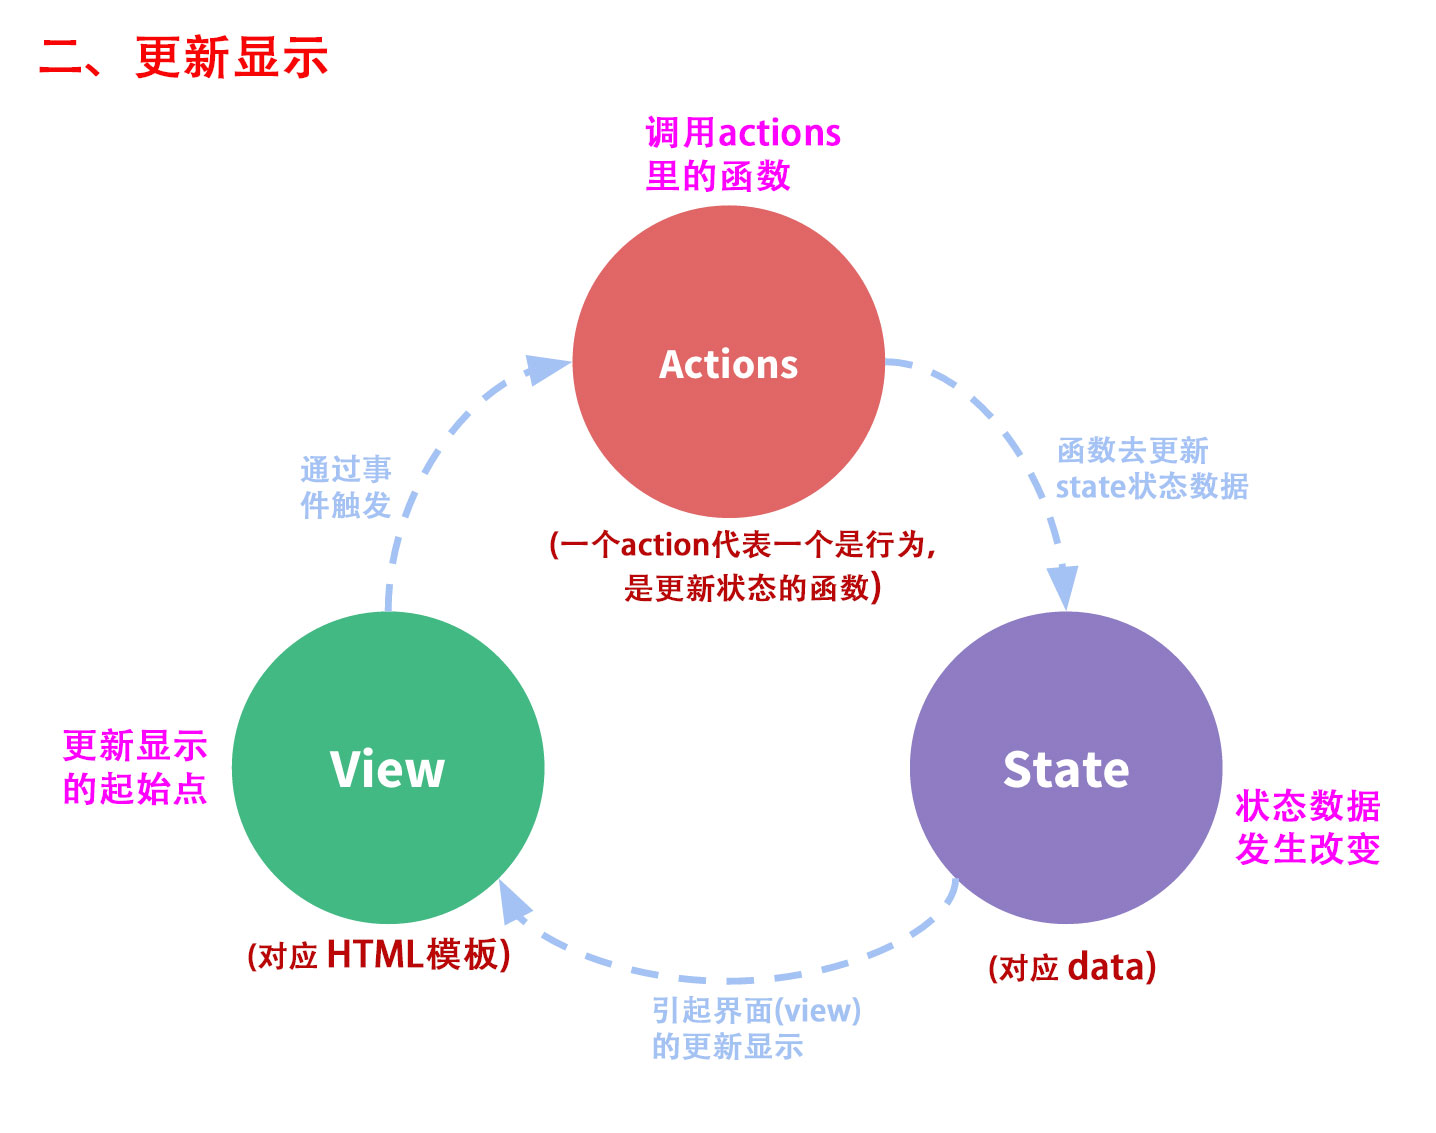 二、更新显示
调用actions
里的函数
Actions
通过事
件触发
函数去更新
state状态数据
(一个action代表一个是行为,
是更新状态的函数)
更新显示
的起始点
View
State
状态数据
发生改变
(对应 HTML模板)
(对应 data)
引起界面(view)
的更新显示